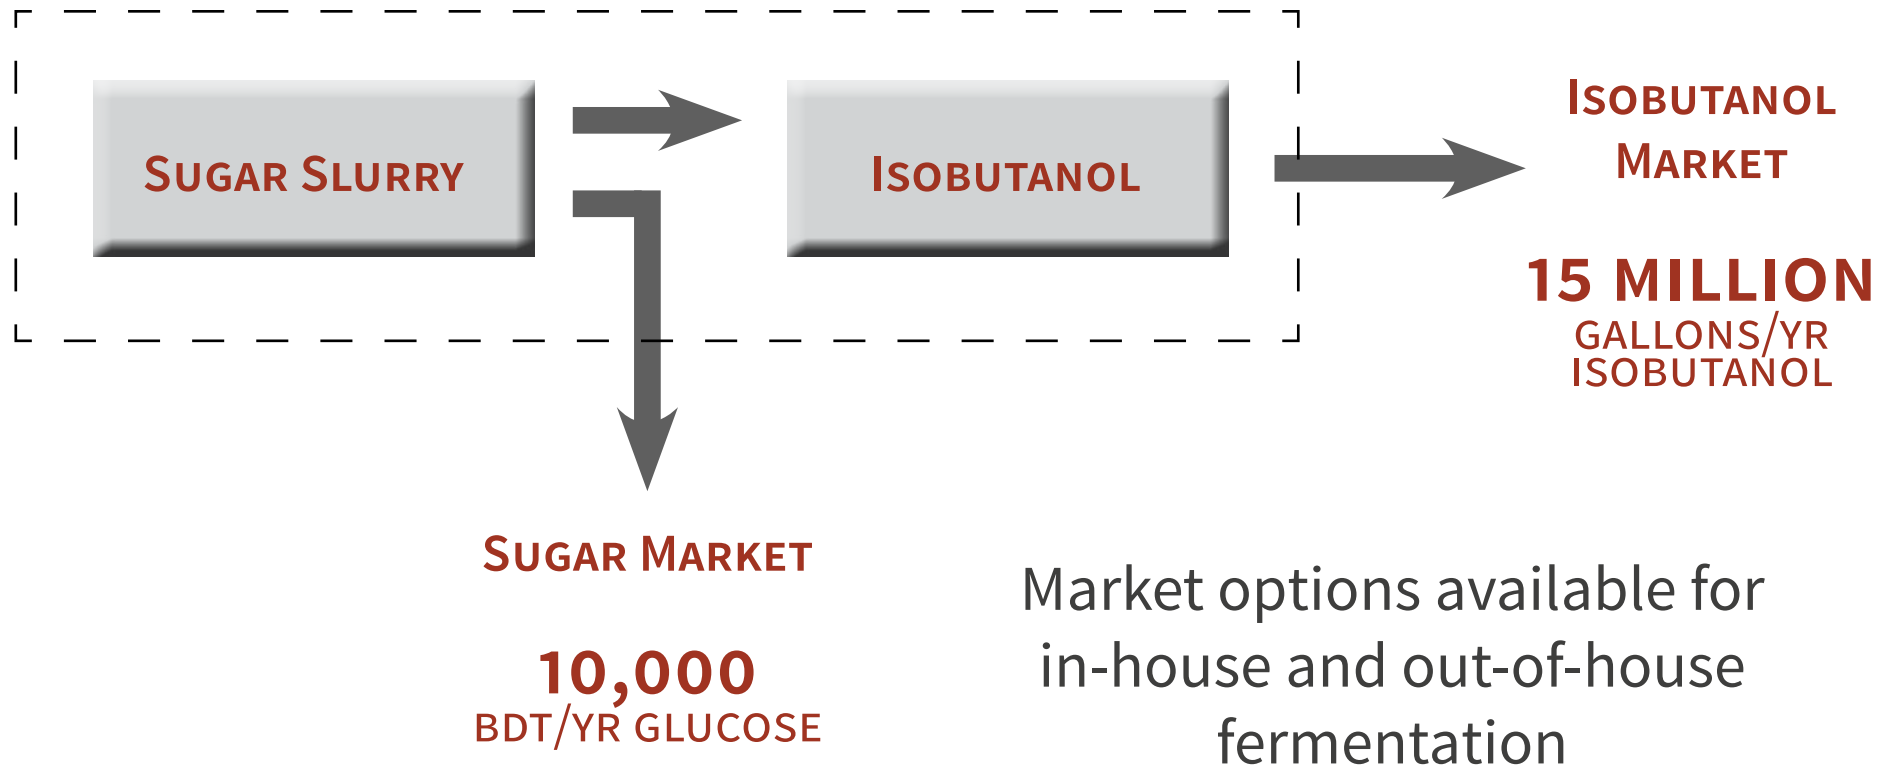 Sugar Slurry
Isobutanol
Isobutanol
Market
15 MILLION
GALLONS/YR
ISOBUTANOL
Sugar Market
10,000
BDT/YR GLUCOSE
Market options available for
in-house and out-of-house
fermentation